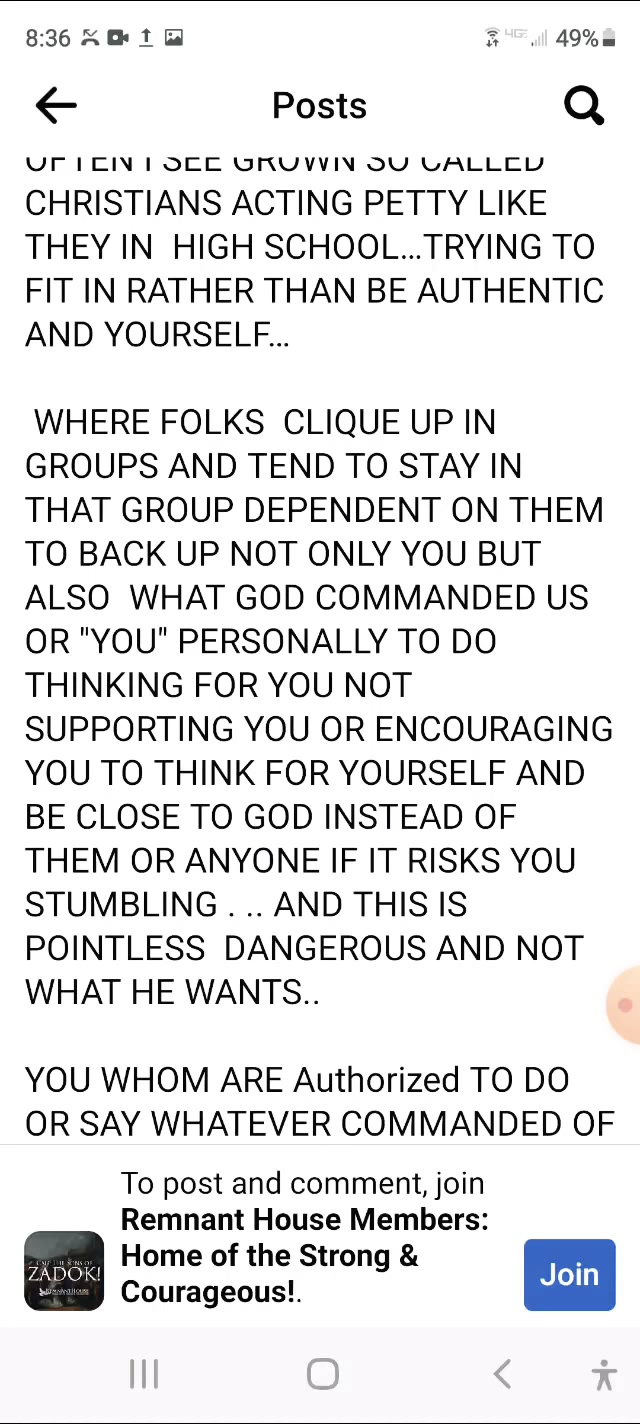 8:36 4GE 49%
Posts
OFTEN I SEE GROWN SO CALLED
CHRISTIANS ACTING PETTY LIKE
THEY IN  HIGH SCHOOL...TRYING TO
FIT IN RATHER THAN BE AUTHENTIC
AND YOURSELF...
WHERE FOLKS  CLIQUE UP IN
GROUPS AND TEND TO STAY IN
THAT GROUP DEPENDENT ON THEM
TO BACK UP NOT ONLY YOU BUT
ALSO  WHAT GOD COMMANDED US
OR "YOU" PERSONALLY TO DO
THINKING FOR YOU NOT
SUPPORTING YOU OR ENCOURAGING
YOU TO THINK FOR YOURSELF AND
BE CLOSE TO GOD INSTEAD OF
THEM OR ANYONE IF IT RISKS YOU
STUMBLING . .. AND THIS IS
POINTLESS  DANGEROUS AND NOT
WHAT HE WANTS..
YOU WHOM ARE Authorized TO DO
OR SAY WHATEVER COMMANDED OF
To post and comment, join
Remnant House Members:
Home of the Strong &
Courageous!.
ZADOK!
REMNANT HOUSE
Join